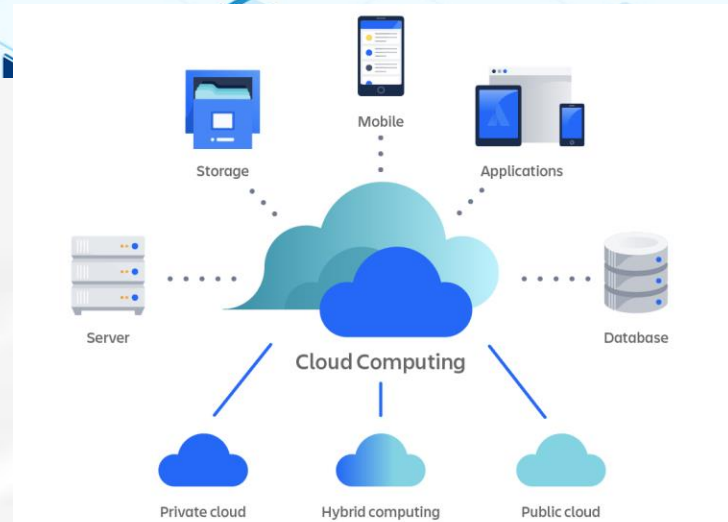 Mobile
Storage
Applications
Server
Database
Cloud Computing
Private cloud
Hybrid computing
Public cloud